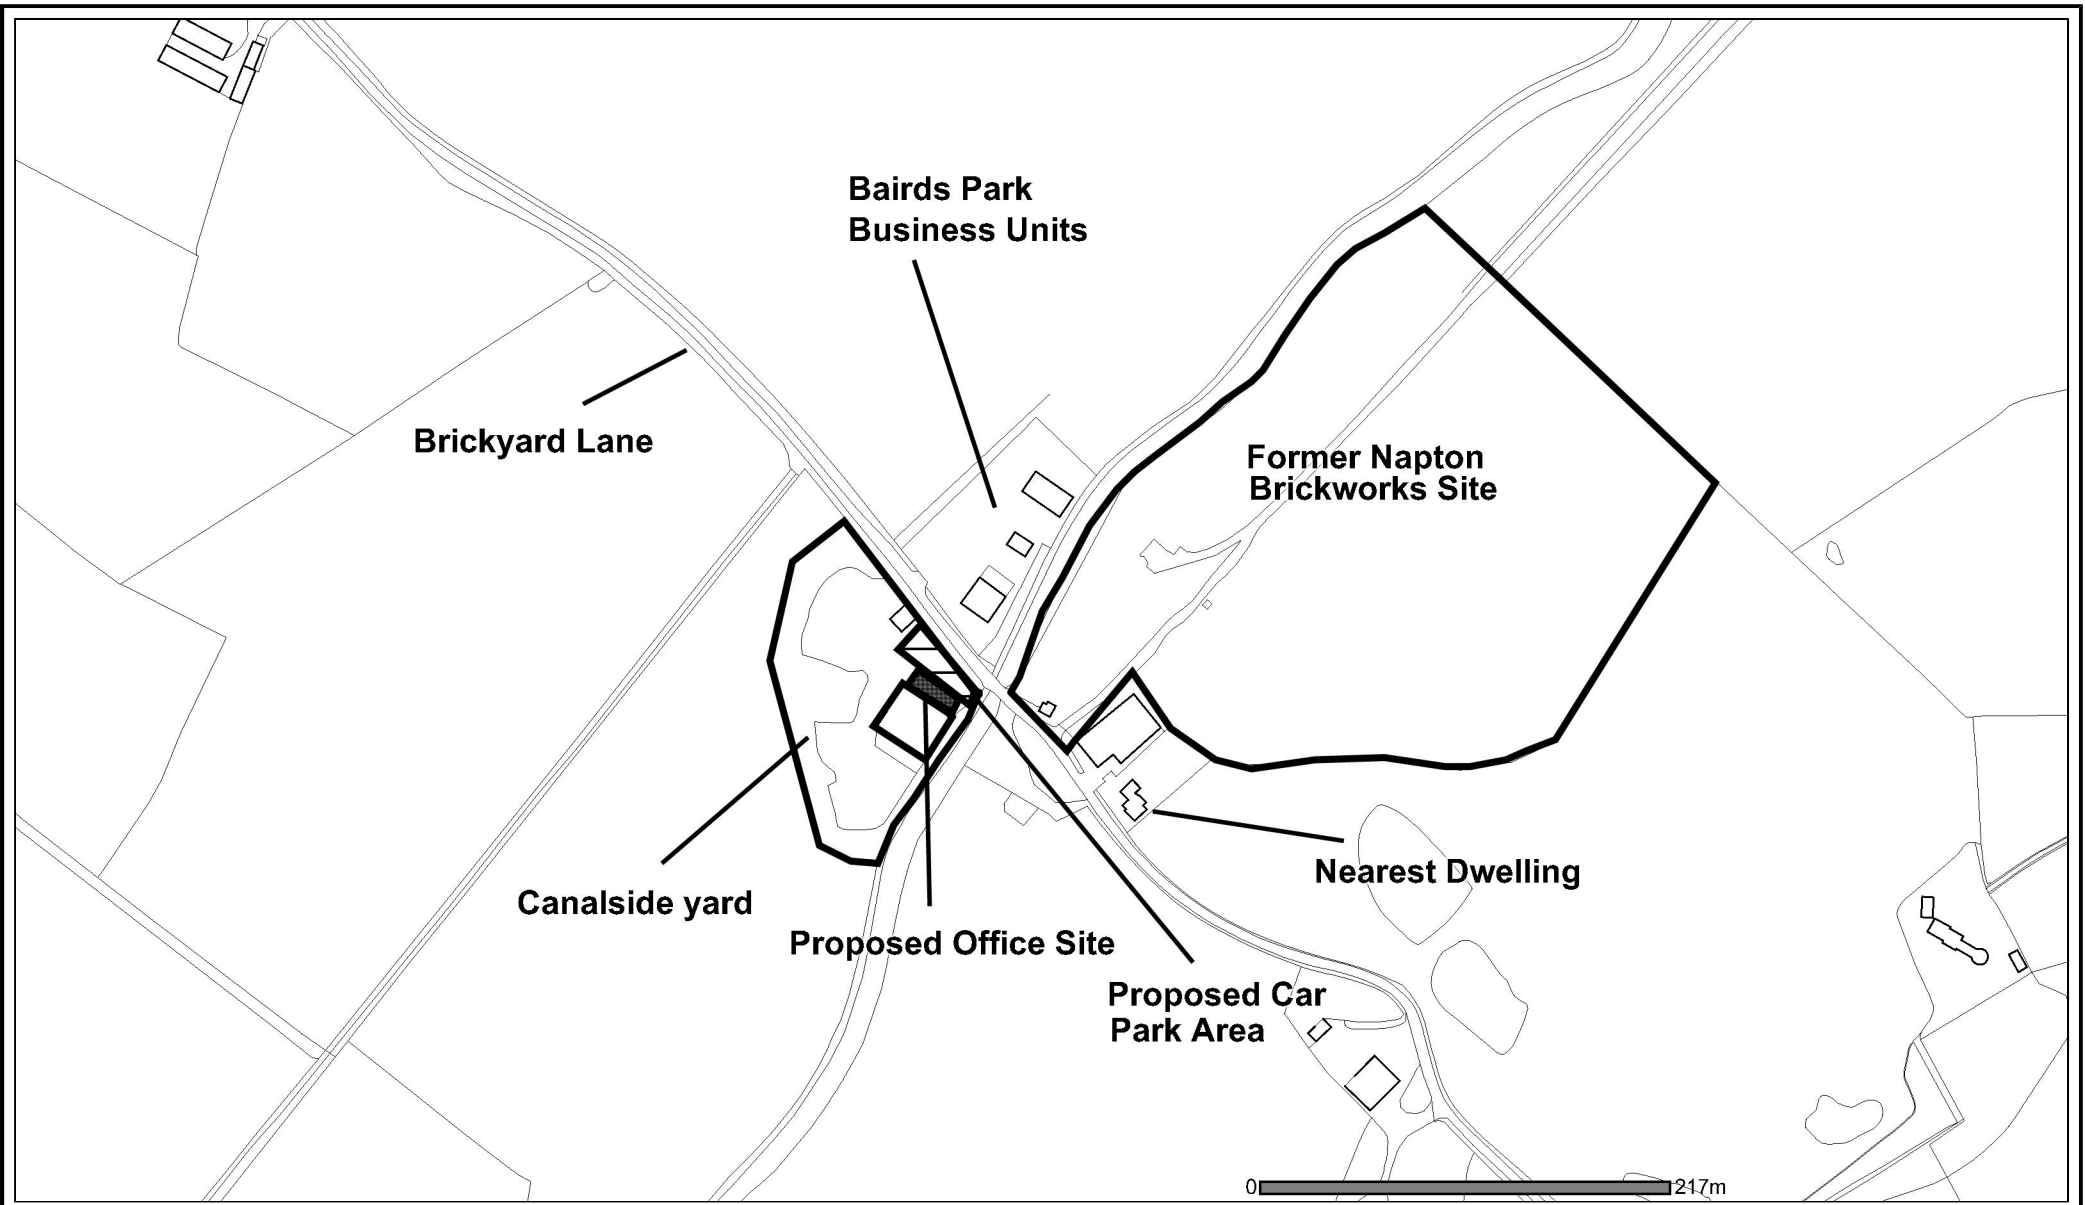 Bairds Park
Business Units
Brickyard Lane
Former Napton
Brickworks Site
Nearest Dwelling
Canalside yard
Proposed Office Site
Proposed Car
Park Area
0 217m